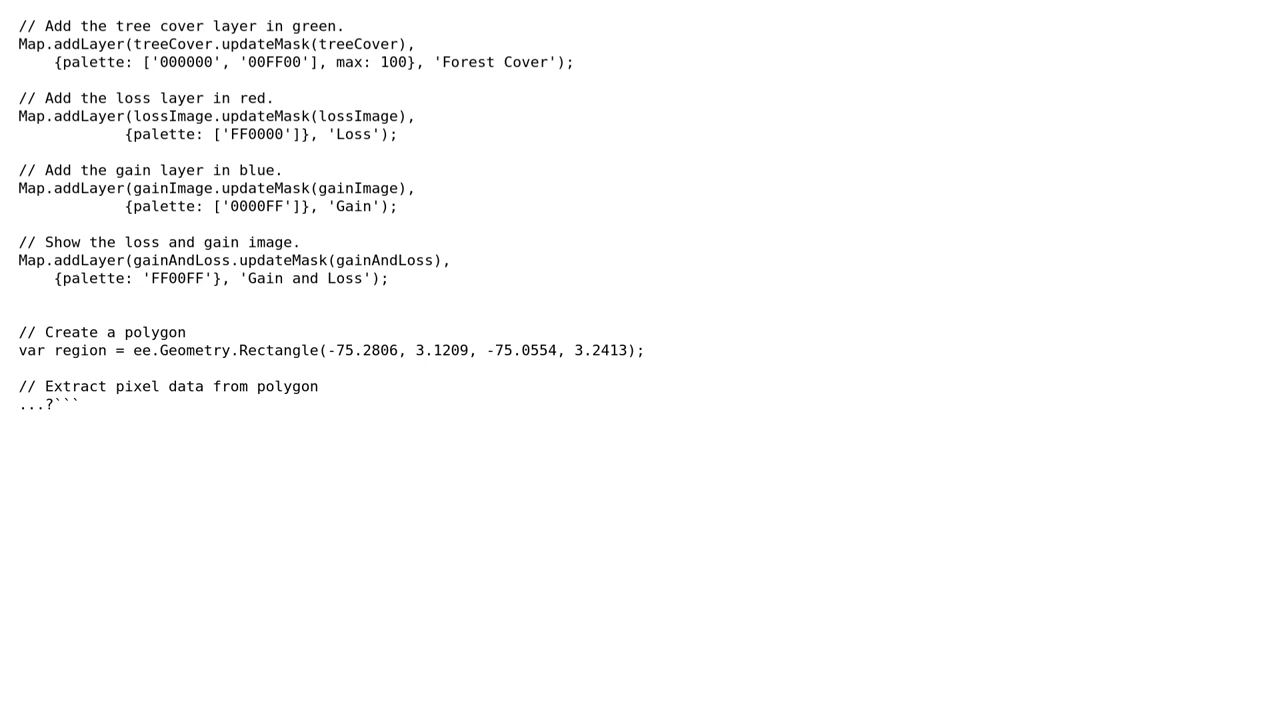 // Add the tree cover layer in green.
Map.addLayer(treeCover.updateMask(treeCover),
    {palette: ['000000', '00FF00'], max: 100}, 'Forest Cover');

// Add the loss layer in red.
Map.addLayer(lossImage.updateMask(lossImage),
            {palette: ['FF0000']}, 'Loss');

// Add the gain layer in blue.
Map.addLayer(gainImage.updateMask(gainImage),
            {palette: ['0000FF']}, 'Gain');

// Show the loss and gain image.
Map.addLayer(gainAndLoss.updateMask(gainAndLoss),
    {palette: 'FF00FF'}, 'Gain and Loss');


// Create a polygon
var region = ee.Geometry.Rectangle(-75.2806, 3.1209, -75.0554, 3.2413);

// Extract pixel data from polygon
...?```